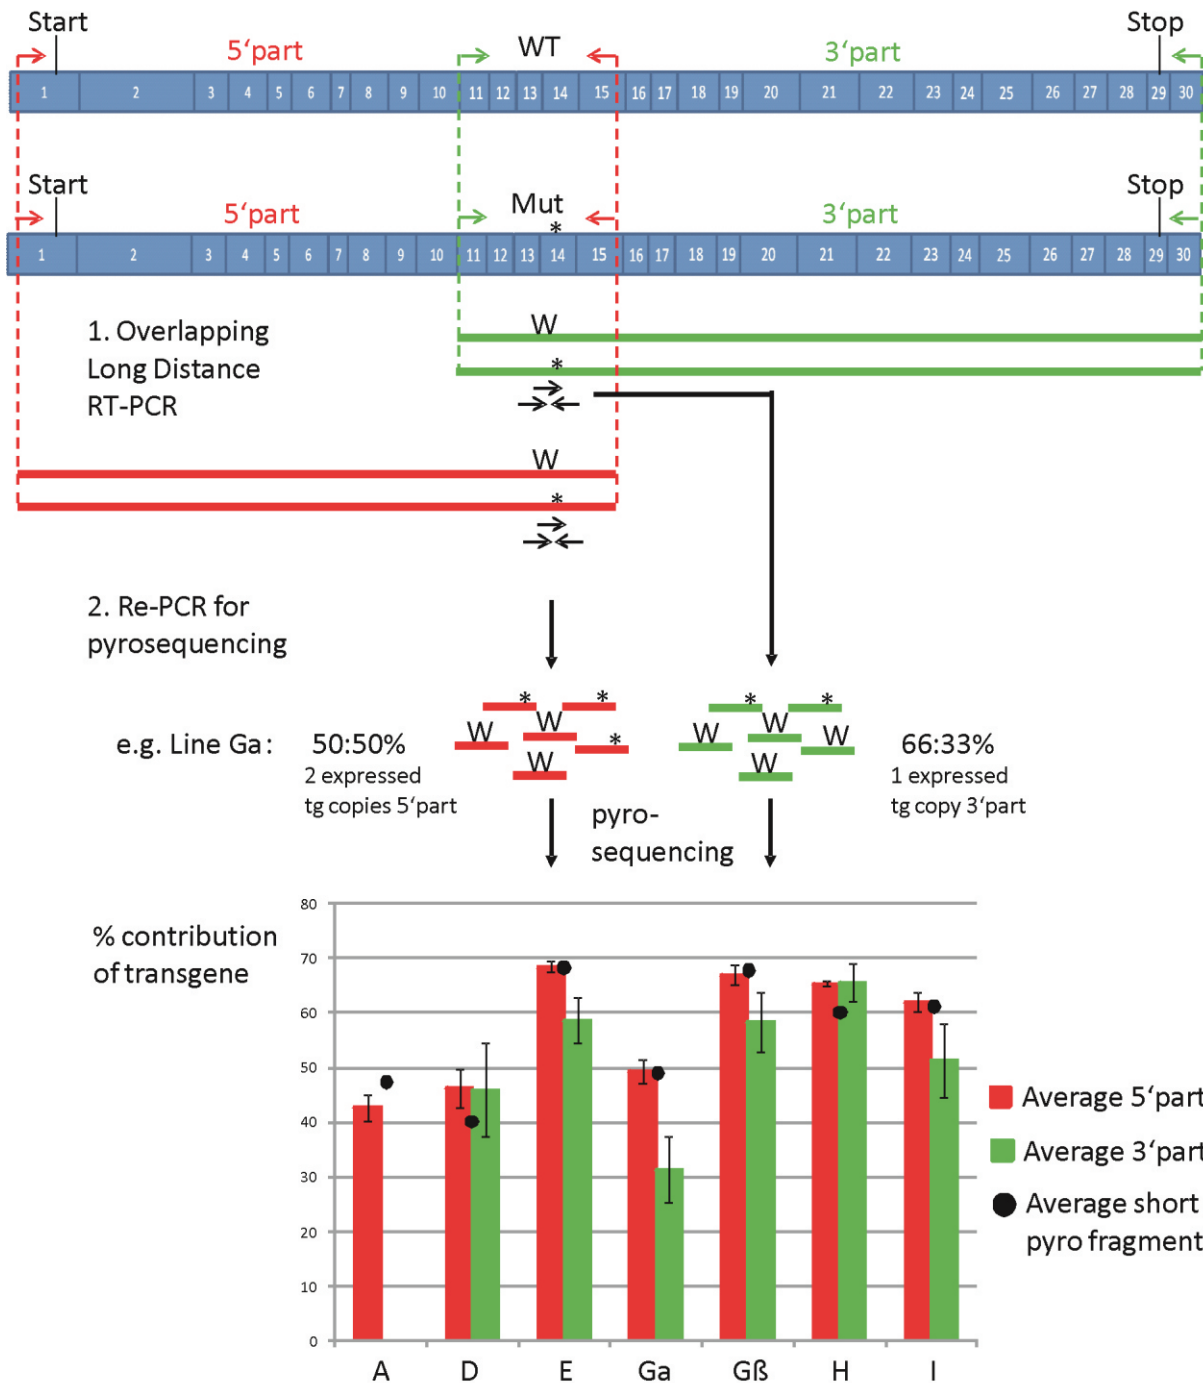 Start Stop
5‘part WT 3‘part
1 2 3 4 5 6 7 8 9 10 11 12 13 14 15 16 17 18 19 20 21 22 23 24 25 26 27 28 29 30
Start Stop
5‘part Mut 3‘part
*
1 2 3 4 5 6 7 8 9 10 11 12 13 14 15 16 17 18 19 20 21 22 23 24 25 26 27 28 29 30
1. Overlapping
Long Distance
RT-PCR
W
*
W
*
2. Re-PCR for
pyrosequencing
* * * *
W W W W W
W W
*
e.g. Line Ga: 50:50% 66:33%
2 expressed 1 expressed
tg copies 5‘part tg copy 3‘part
pyro-
sequencing
% contribution
of transgene
80
70
60
50
40
30
20
10
0
A D E Ga Gß H I
Average 5‘part
Average 3‘part
Average short
pyro fragment